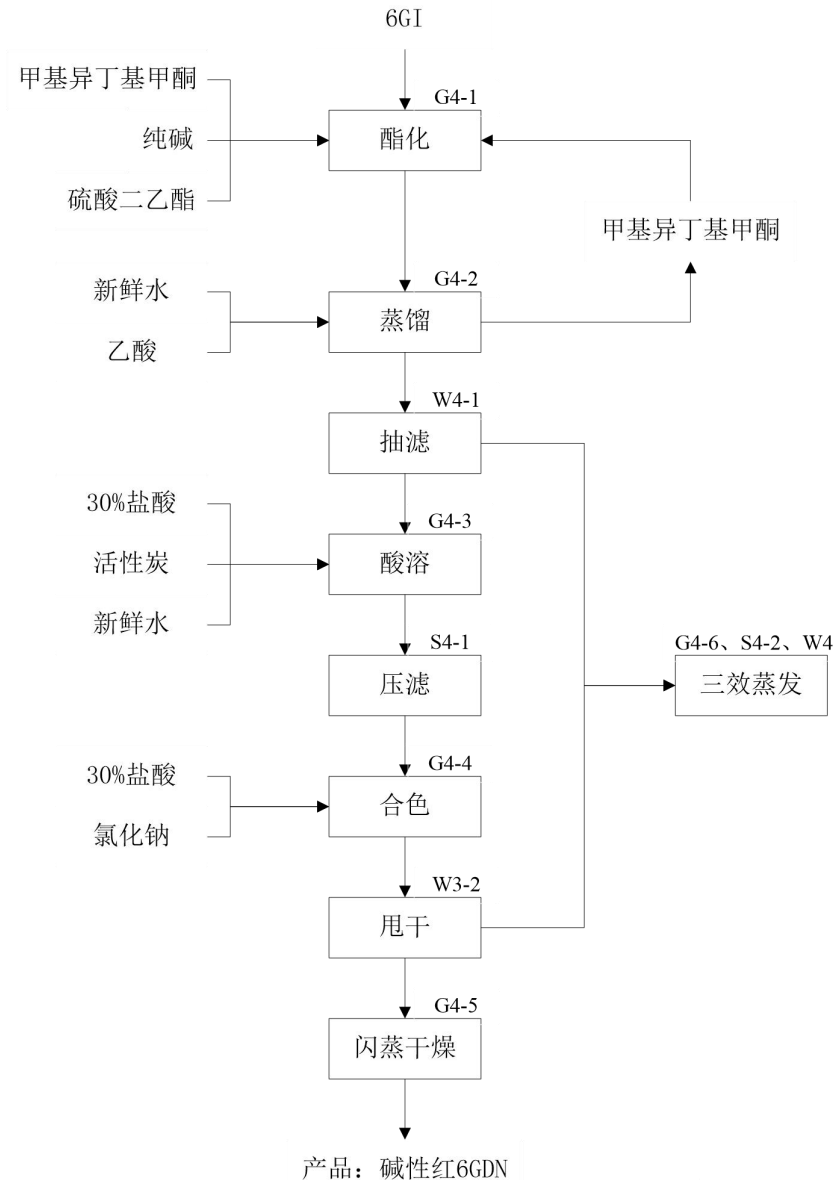 6GI
甲基异丁基甲酮
纯碱
硫酸二乙酯
G4-1
酯化
甲基异丁基甲酮
新鲜水
乙酸
G4-2
蒸馏
W4-1
抽滤
30%盐酸
活性炭
新鲜水
G4-3
酸溶
S4-1
压滤
G4-6、S4-2、W4
三效蒸发
30%盐酸
氯化钠
G4-4
合色
W3-2
甩干
G4-5
闪蒸干燥
产品：碱性红6GDN